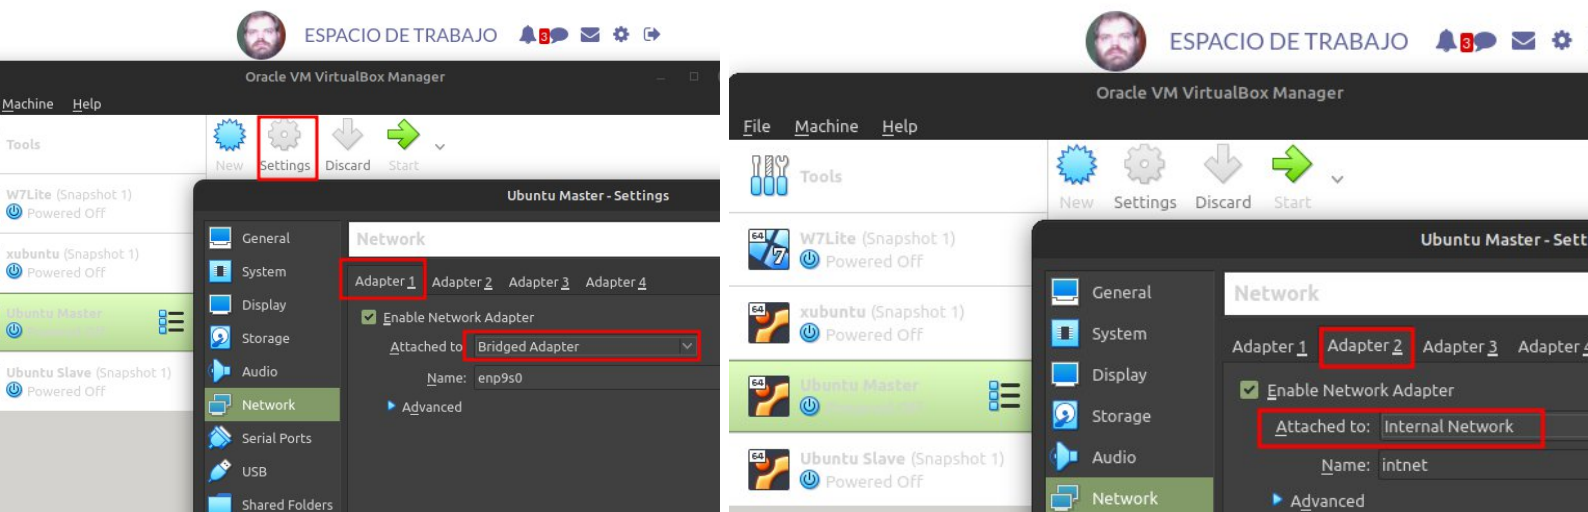 ESPACIO DE TRABAJO 3
Oracle VM VirtualBox Manager
Machine Help
Tools
New Settings Discard Start
W7Lite (Snapshot 1)
Powered Off
xubuntu (Snapshot 1)
Powered Off
Ubuntu Master
Ubuntu Slave (Snapshot 1)
Powered Off
Ubuntu Master - Settings
General
System
Display
Storage
Audio
Network
Serial Ports
USB
Shared Folders
Network
Adapter 1 Adapter 2 Adapter 3 Adapter 4
Enable Network Adapter
Attached to Bridged Adapter
Name: enp9s0
Advanced
ESPACIO DE TRABAJO 3
Oracle VM VirtualBox Manager
File Machine Help
Tools
New Settings Discard Start
64 7 W7Lite (Snapshot 1)
Powered Off
64 xubuntu (Snapshot 1)
Powered Off
64 Ubuntu Master
64 Ubuntu Slave (Snapshot 1)
Powered Off
Ubuntu Master - Sett
General
System
Display
Storage
Audio
Network
Network
Adapter 1 Adapter 2 Adapter 3 Adapter 4
Enable Network Adapter
Attached to: Internal Network
Name: intnet
Advanced